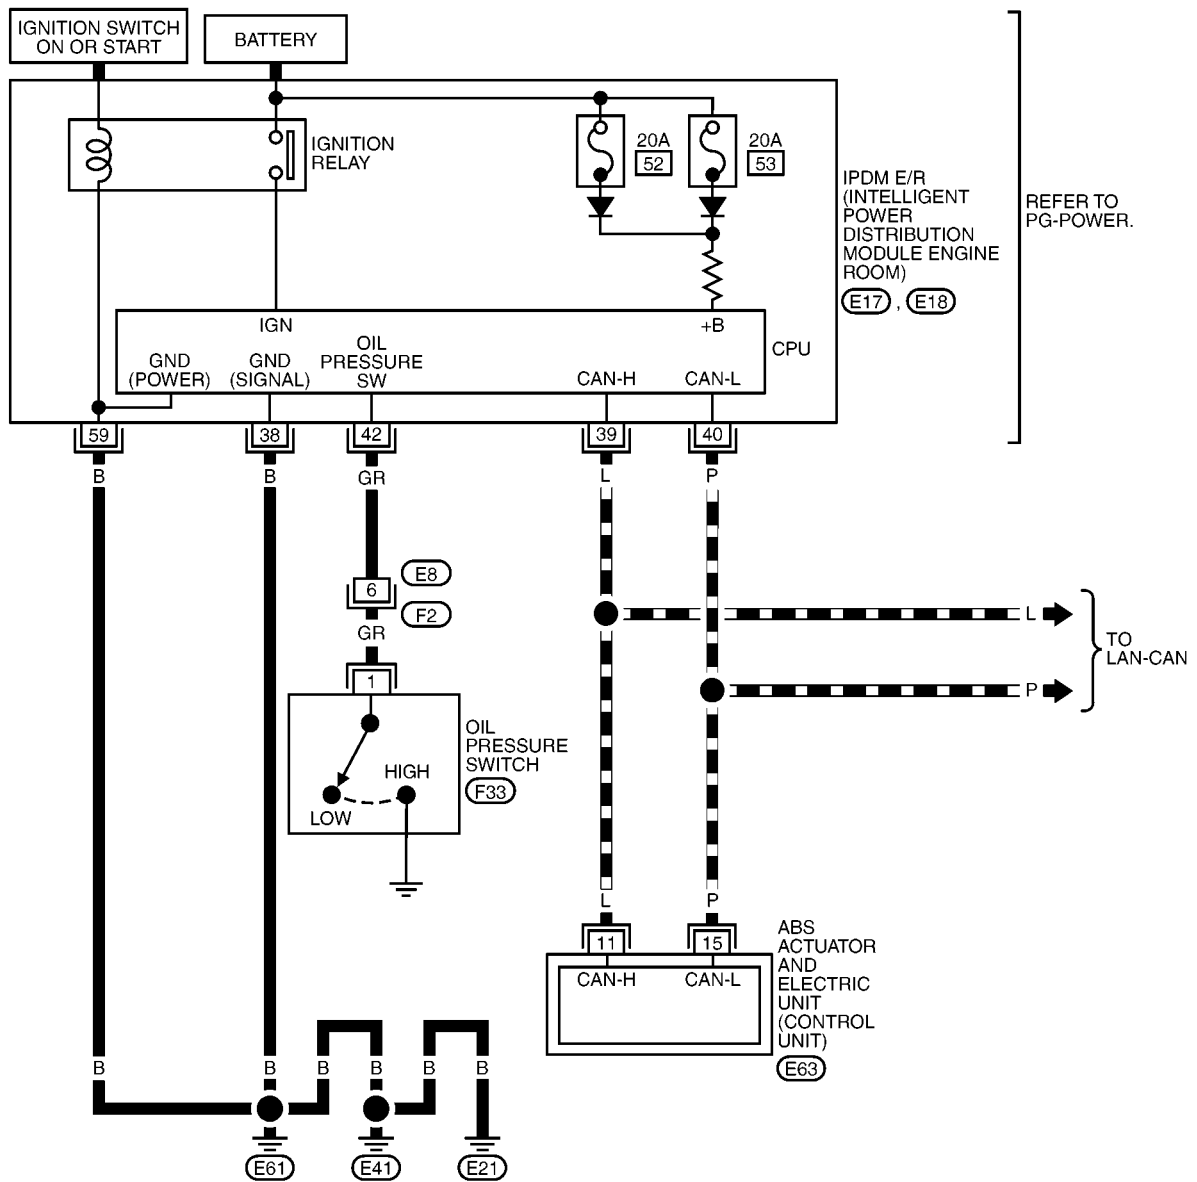 IGNITION SWITCH
ON OR START
BATTERY
IGNITION
RELAY
20A
52
20A
53
IPDM E/R
(INTELLIGENT
POWER
DISTRIBUTION
MODULE ENGINE
ROOM)
E17 , E18
REFER TO
PG-POWER.
IGN
+B
CPU
GND
(POWER)
GND
(SIGNAL)
OIL
PRESSURE
SW
CAN-H
CAN-L
59
38
42
39
40
B
B
GR
L
P
6
E8
F2
GR
1
L
P
TO
LAN-CAN
OIL
PRESSURE
SWITCH
F33
HIGH
LOW
L
P
11
15
CAN-H
CAN-L
ABS
ACTUATOR
AND
ELECTRIC
UNIT
(CONTROL
UNIT)
E63
B
B
B
B
B
B
E61
E41
E21